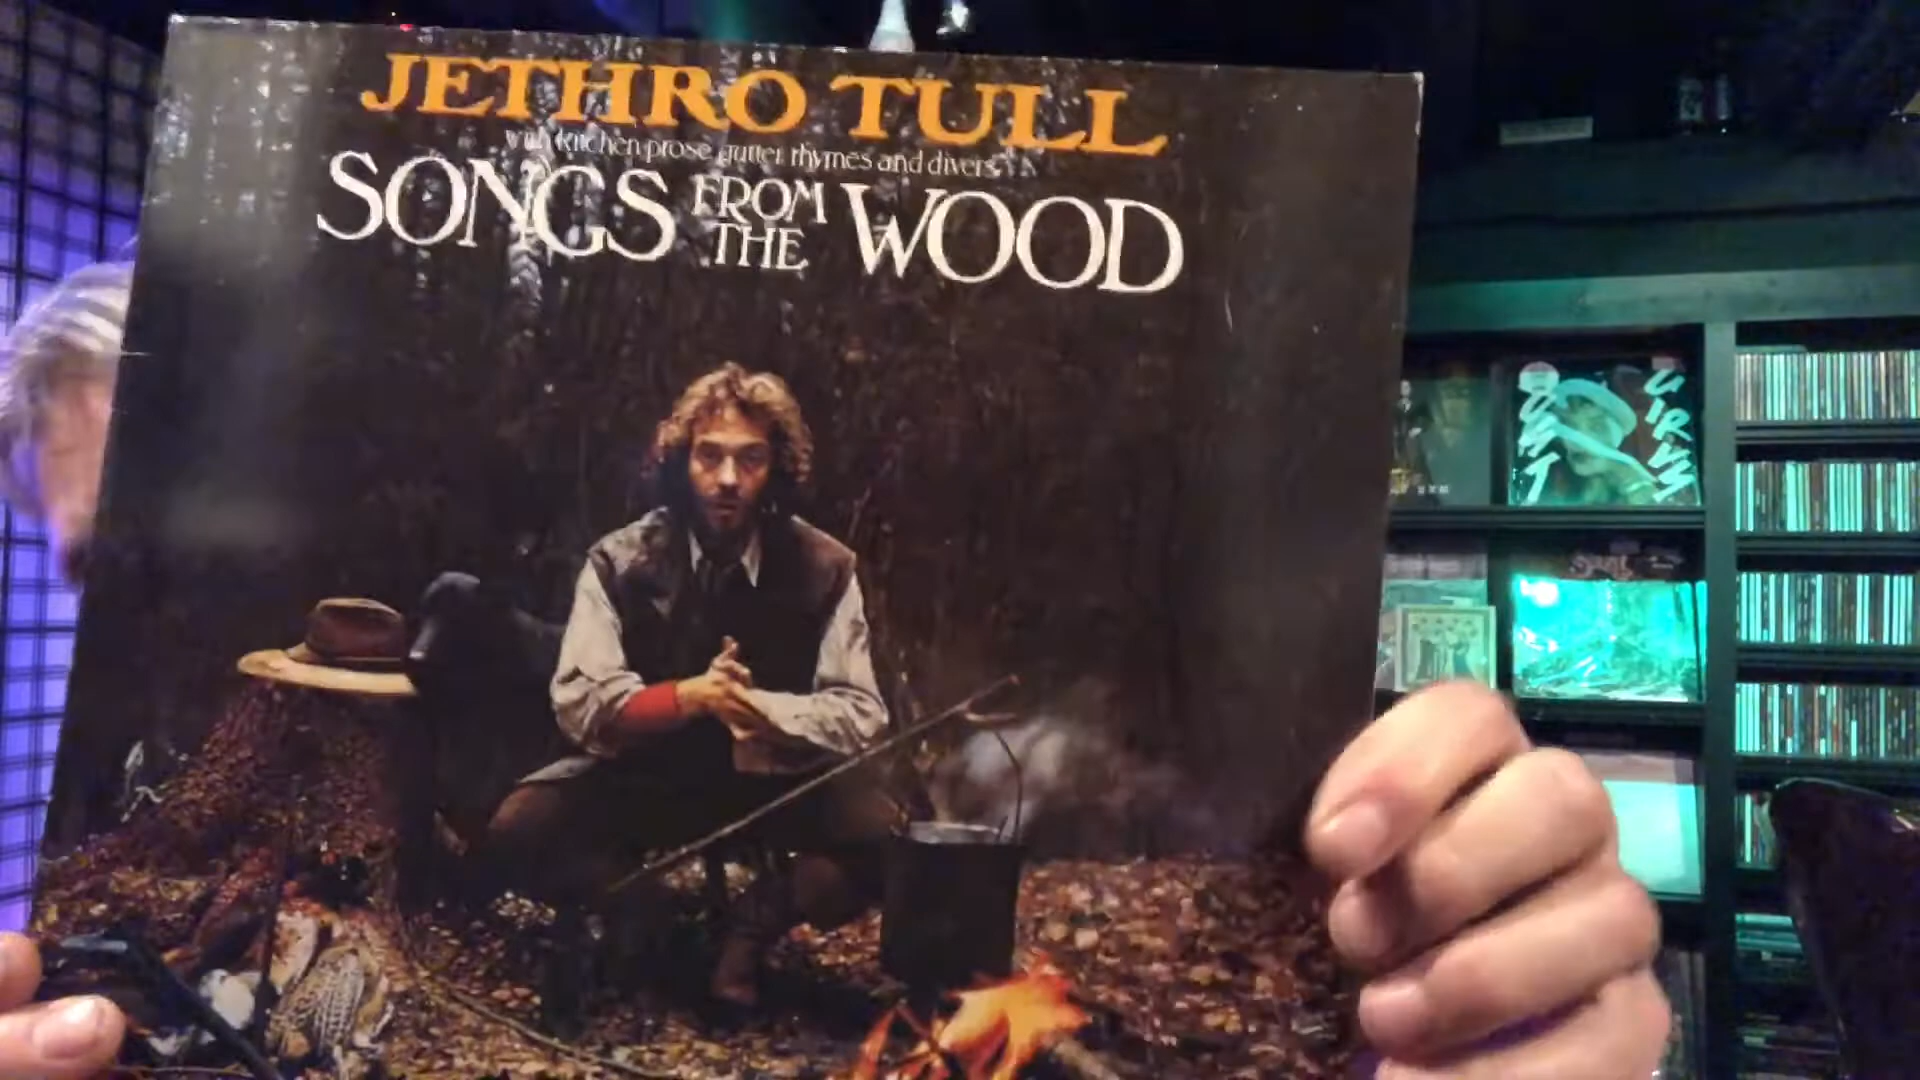 JETHRO TULL
with kitchen prose, gutter rhymes and divers
SONGS FROM THE WOOD